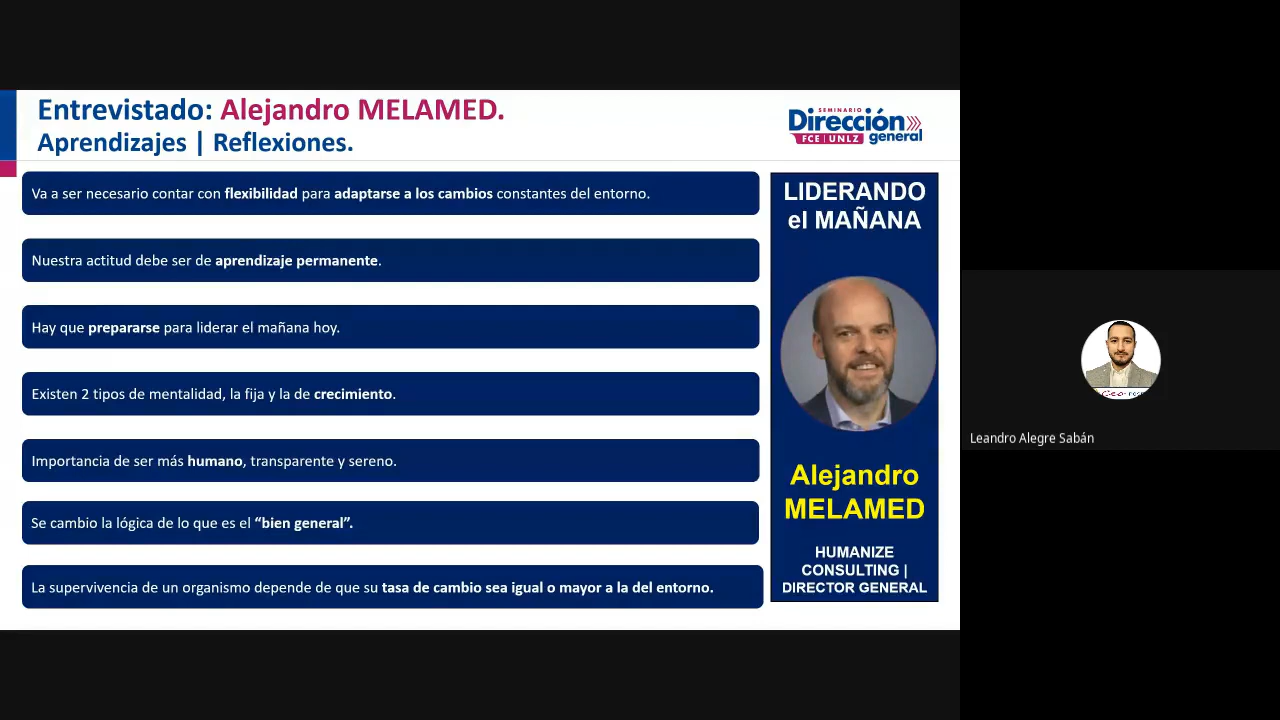 Entrevistado: Alejandro MELAMED.
Aprendizajes | Reflexiones.
SEMINARIO
Dirección
FCE | UNLZ general
Va a ser necesario contar con flexibilidad para adaptarse a los cambios constantes del entorno.
Nuestra actitud debe ser de aprendizaje permanente.
Hay que prepararse para liderar el mañana hoy.
Existen 2 tipos de mentalidad, la fija y la de crecimiento.
Importancia de ser más humano, transparente y sereno.
Se cambio la lógica de lo que es el “bien general”.
La supervivencia de un organismo depende de que su tasa de cambio sea igual o mayor a la del entorno.
LIDERANDO
el MAÑANA
Alejandro
MELAMED
HUMANIZE
CONSULTING |
DIRECTOR GENERAL
Leandro Alegre Sabán